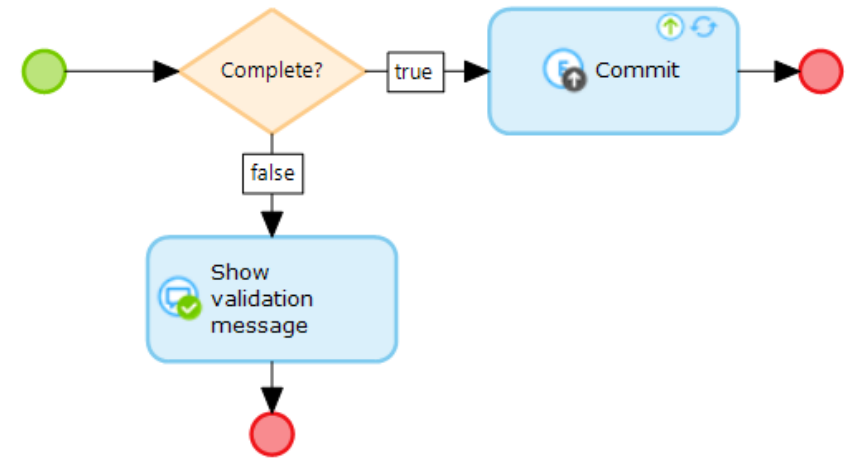 Complete?
true
Commit
false
Show
validation
message